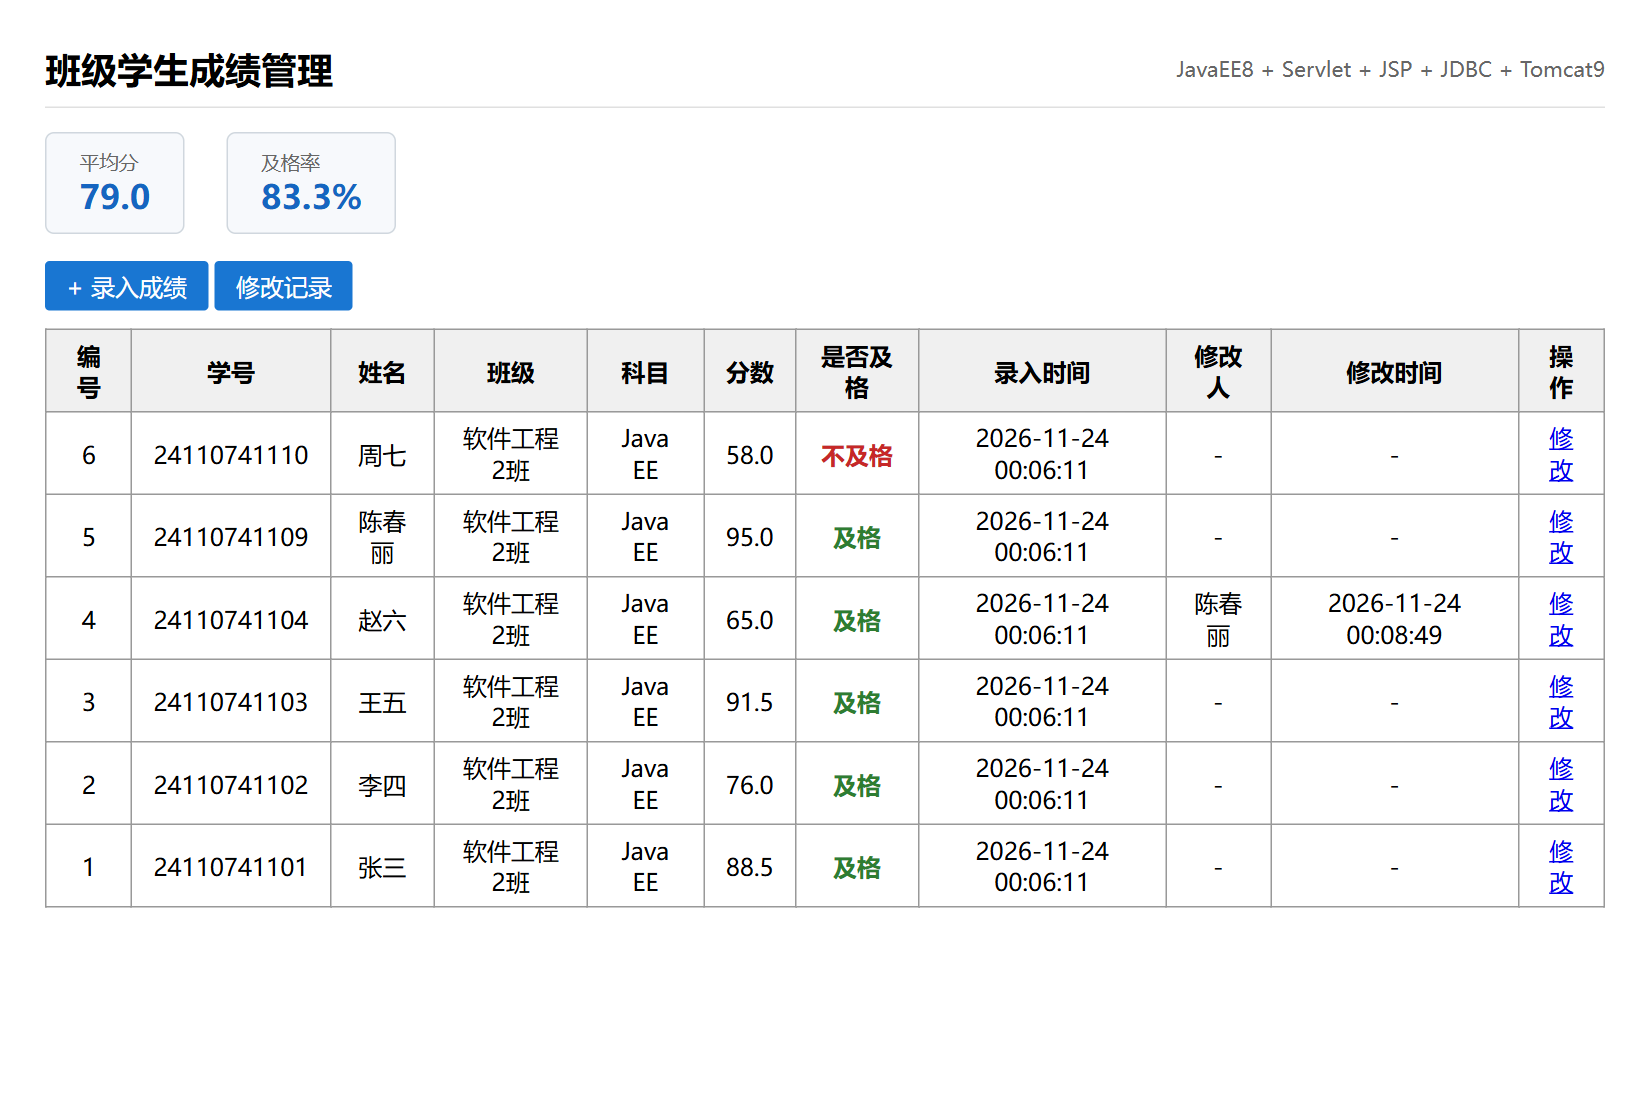 班级学生成绩管理
JavaEE8 + Servlet + JSP + JDBC + Tomcat9
平均分
79.0
及格率
83.3%
+ 录入成绩 修改记录
编号 学号 姓名 班级 科目 分数 是否及格 录入时间 修改人 修改时间 操作
6 24110741110 周七 软件工程2班 Java EE 58.0 不及格 2026-11-24 00:06:11 - - 修改
5 24110741109 陈春丽 软件工程2班 Java EE 95.0 及格 2026-11-24 00:06:11 - - 修改
4 24110741104 赵六 软件工程2班 Java EE 65.0 及格 2026-11-24 00:06:11 陈春丽 2026-11-24 00:08:49 修改
3 24110741103 王五 软件工程2班 Java EE 91.5 及格 2026-11-24 00:06:11 - - 修改
2 24110741102 李四 软件工程2班 Java EE 76.0 及格 2026-11-24 00:06:11 - - 修改
1 24110741101 张三 软件工程2班 Java EE 88.5 及格 2026-11-24 00:06:11 - - 修改